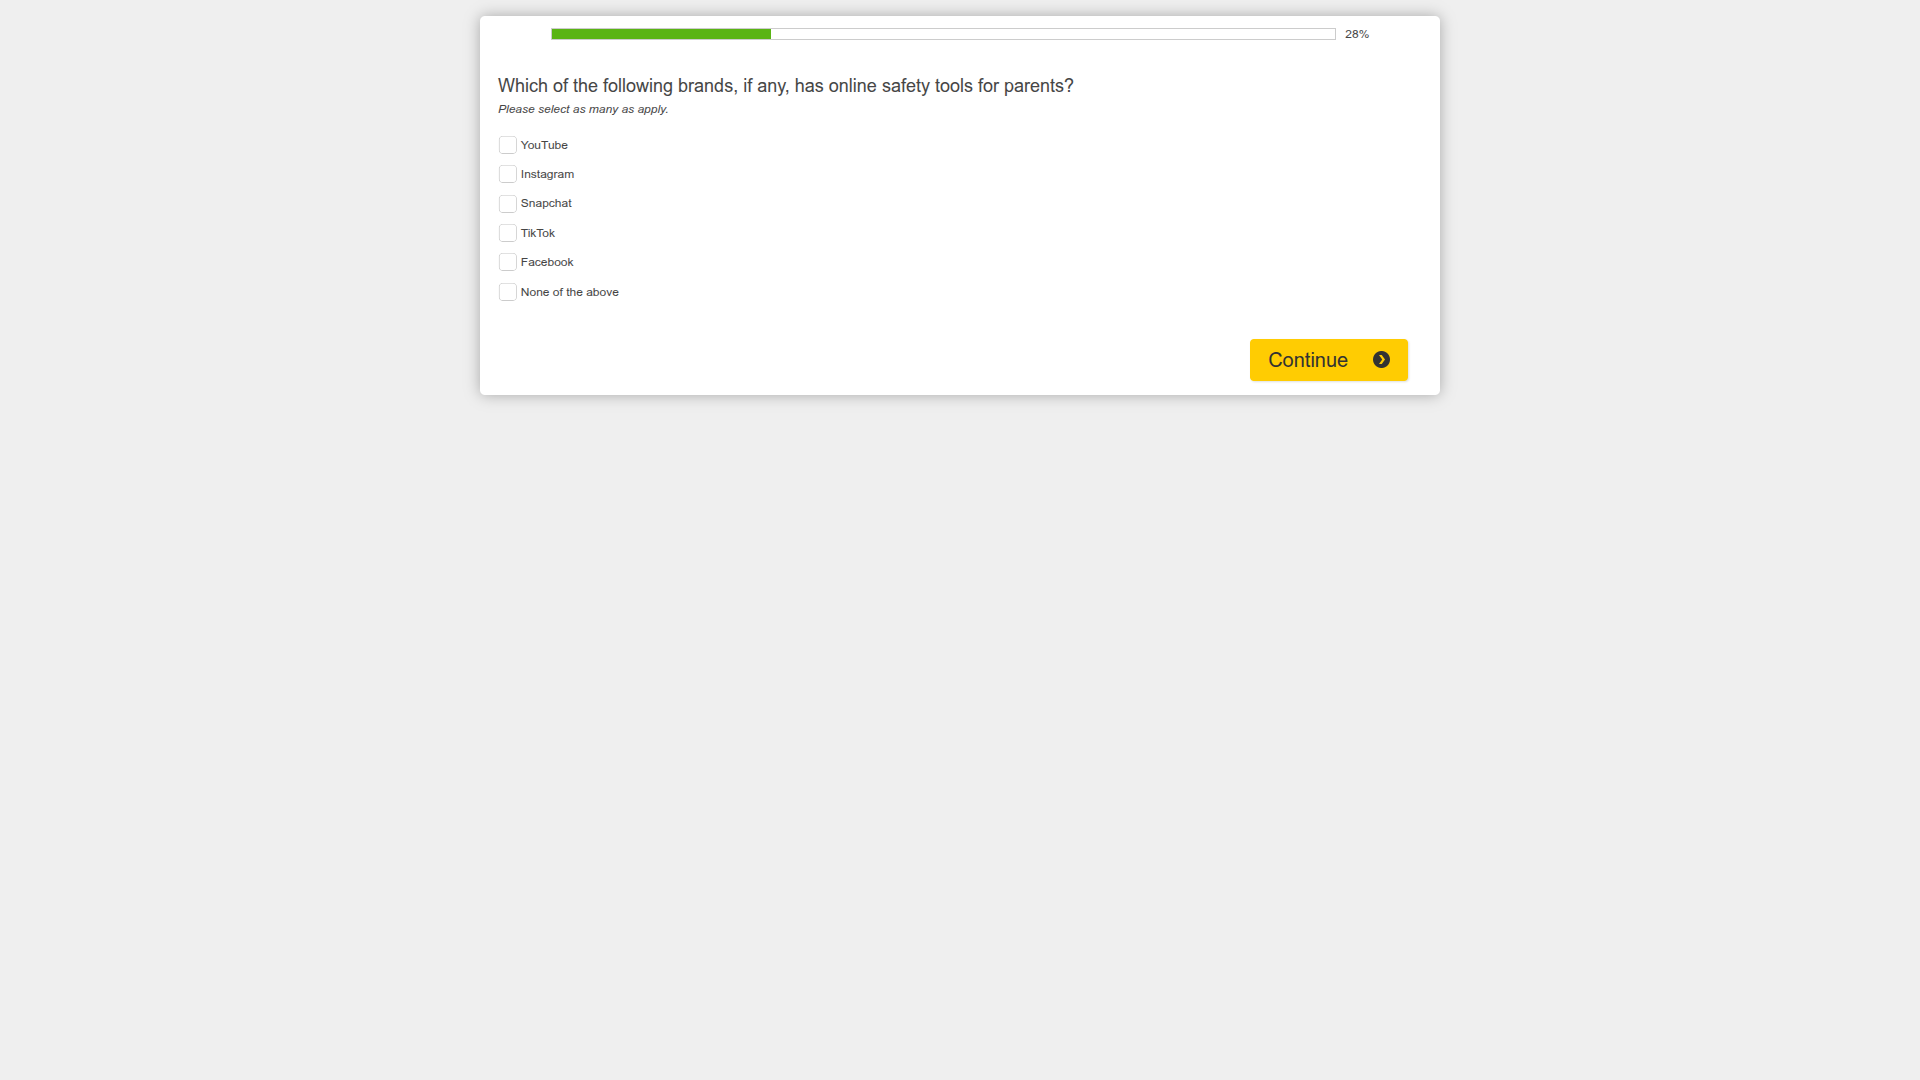 28%
Which of the following brands, if any, has online safety tools for parents?
Please select as many as apply.
YouTube
Instagram
Snapchat
TikTok
Facebook
None of the above
Continue